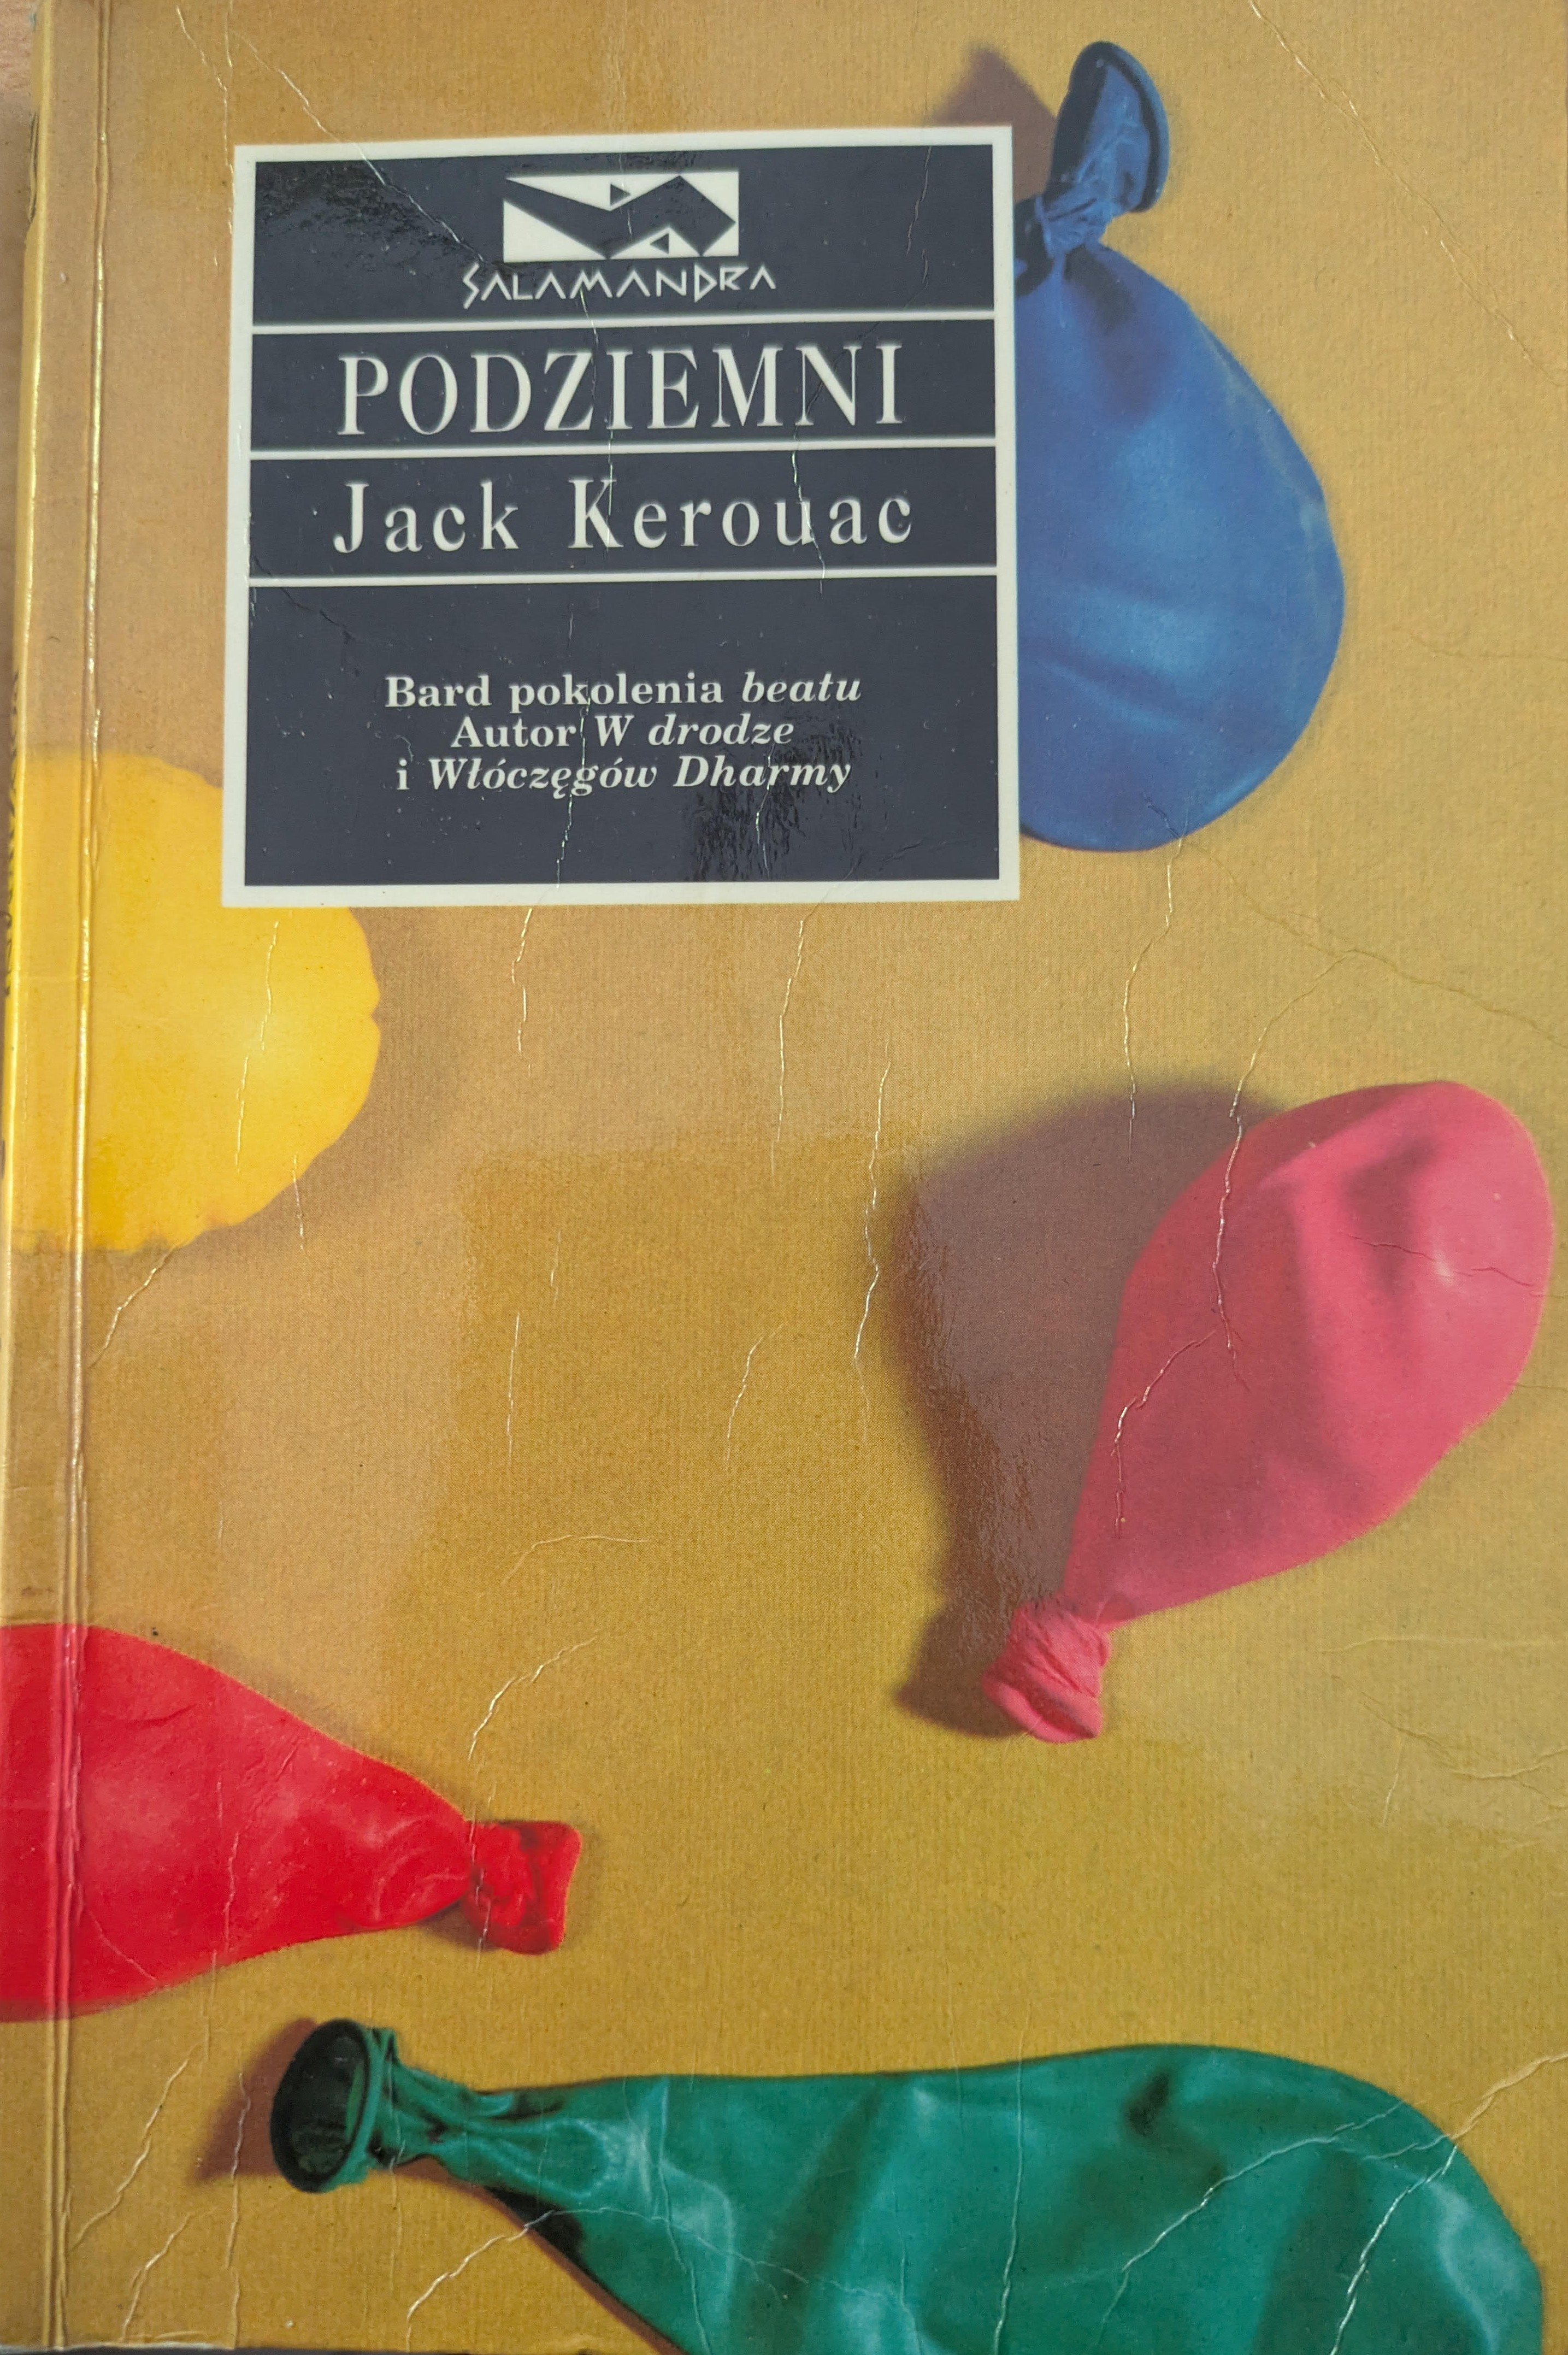 SALAMANDRA
PODZIEMNI
Jack Kerouac
Bard pokolenia beatu
Autor W drodze
i Włóczęgów Dharmy